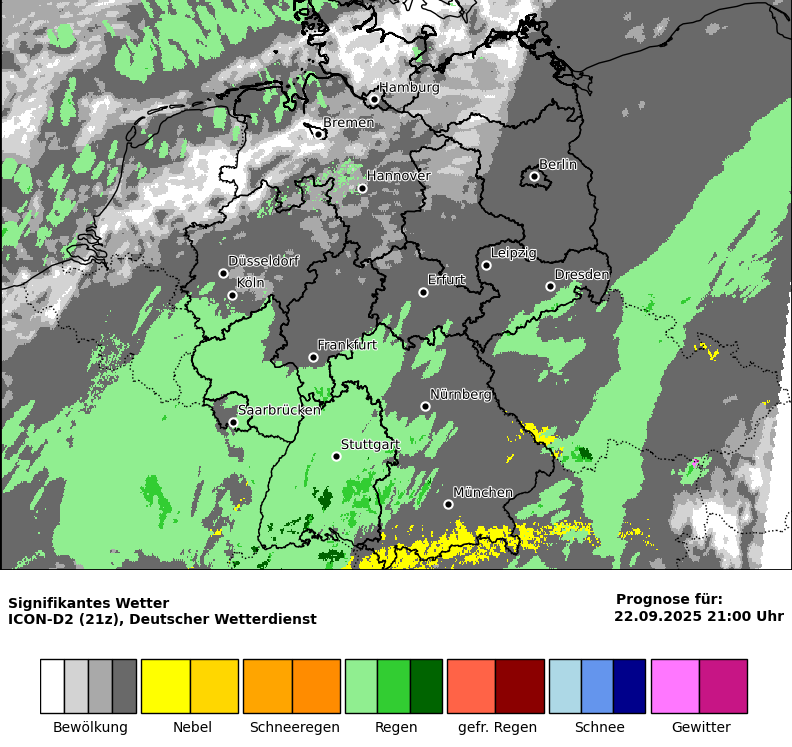 Hamburg
Bremen
Berlin
Hannover
Leipzig
Düsseldorf
Dresden
Köln
Erfurt
Frankfurt
Nürnberg
Saarbrücken
Stuttgart
München
Signifikantes Wetter
ICON-D2 (21z), Deutscher Wetterdienst
Prognose für:
22.09.2025 21:00 Uhr
Bewölkung Nebel Schneeregen Regen gefr. Regen Schnee Gewitter